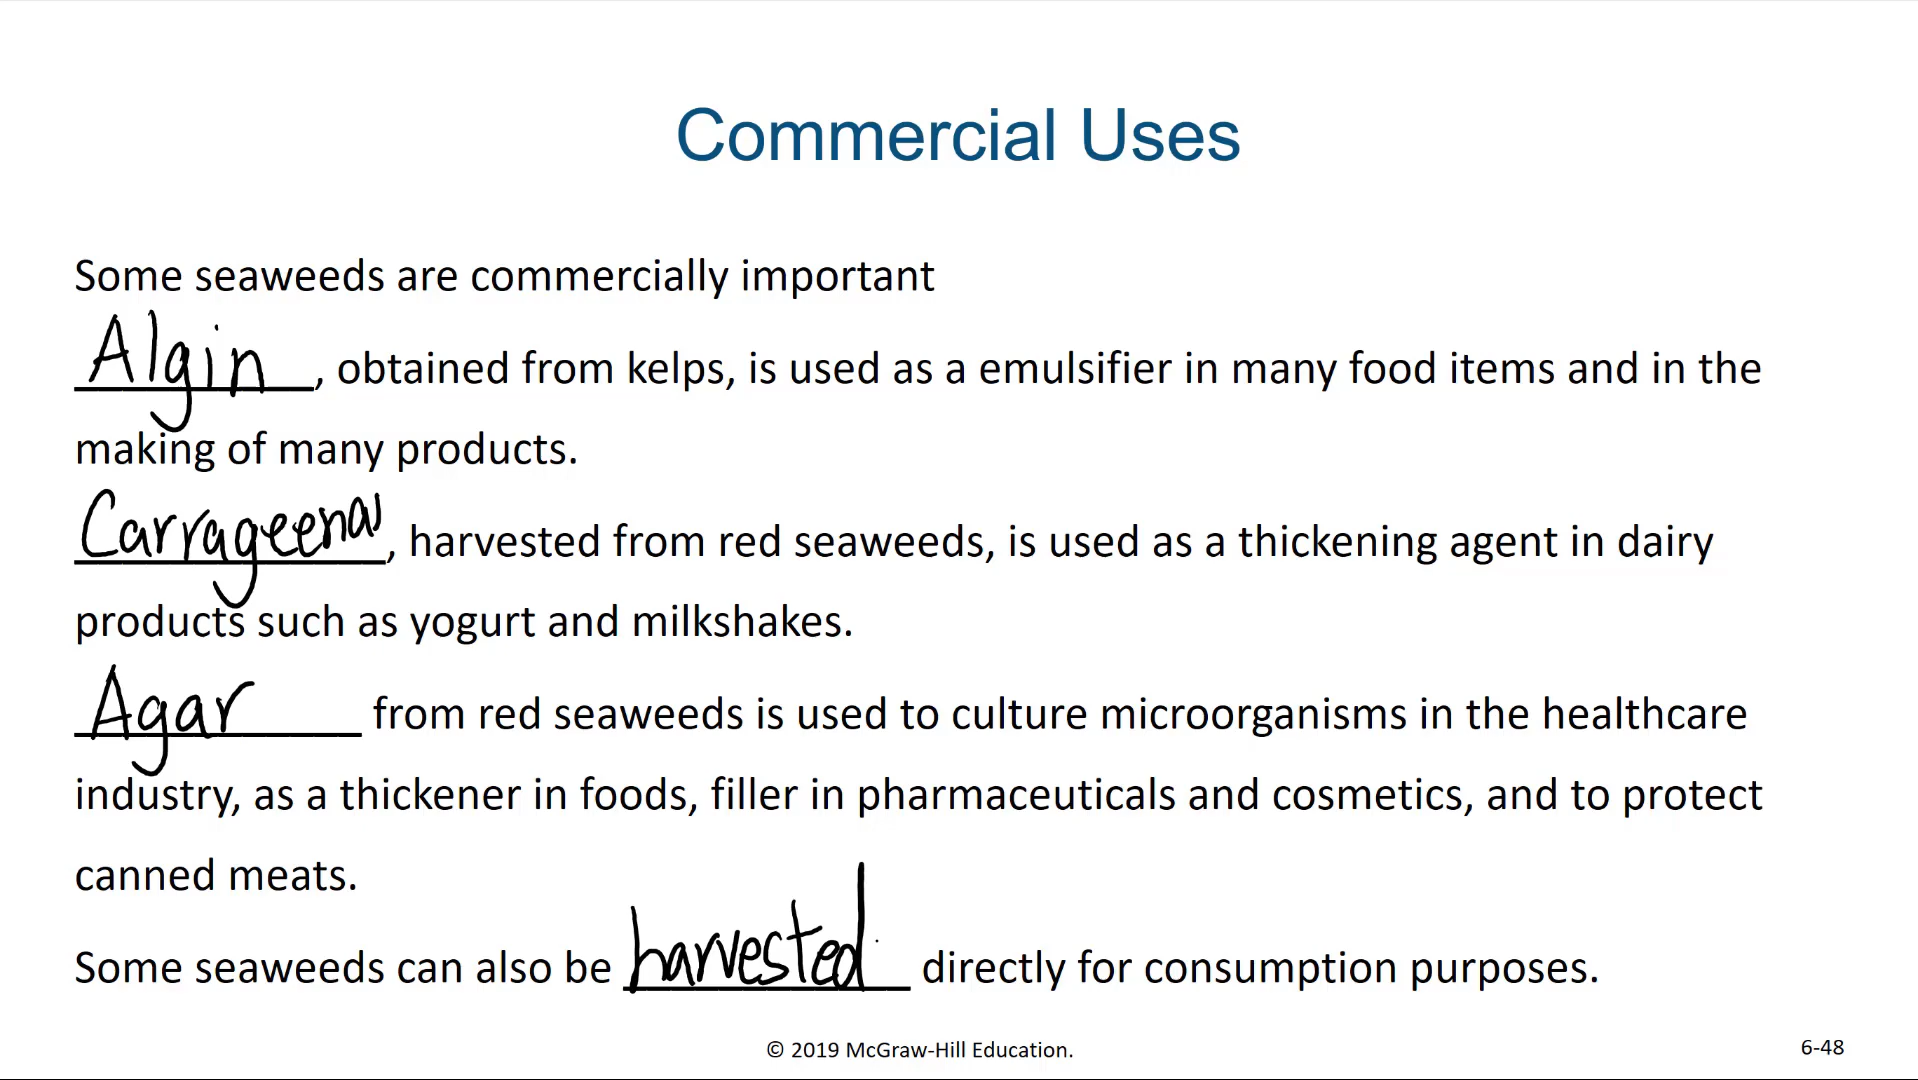 Commercial Uses
Some seaweeds are commercially important
Algin, obtained from kelps, is used as a emulsifier in many food items and in the
making of many products.
Carrageenan, harvested from red seaweeds, is used as a thickening agent in dairy
products such as yogurt and milkshakes.
Agar from red seaweeds is used to culture microorganisms in the healthcare
industry, as a thickener in foods, filler in pharmaceuticals and cosmetics, and to protect
canned meats.
Some seaweeds can also be harvested directly for consumption purposes.
© 2019 McGraw-Hill Education.
6-48